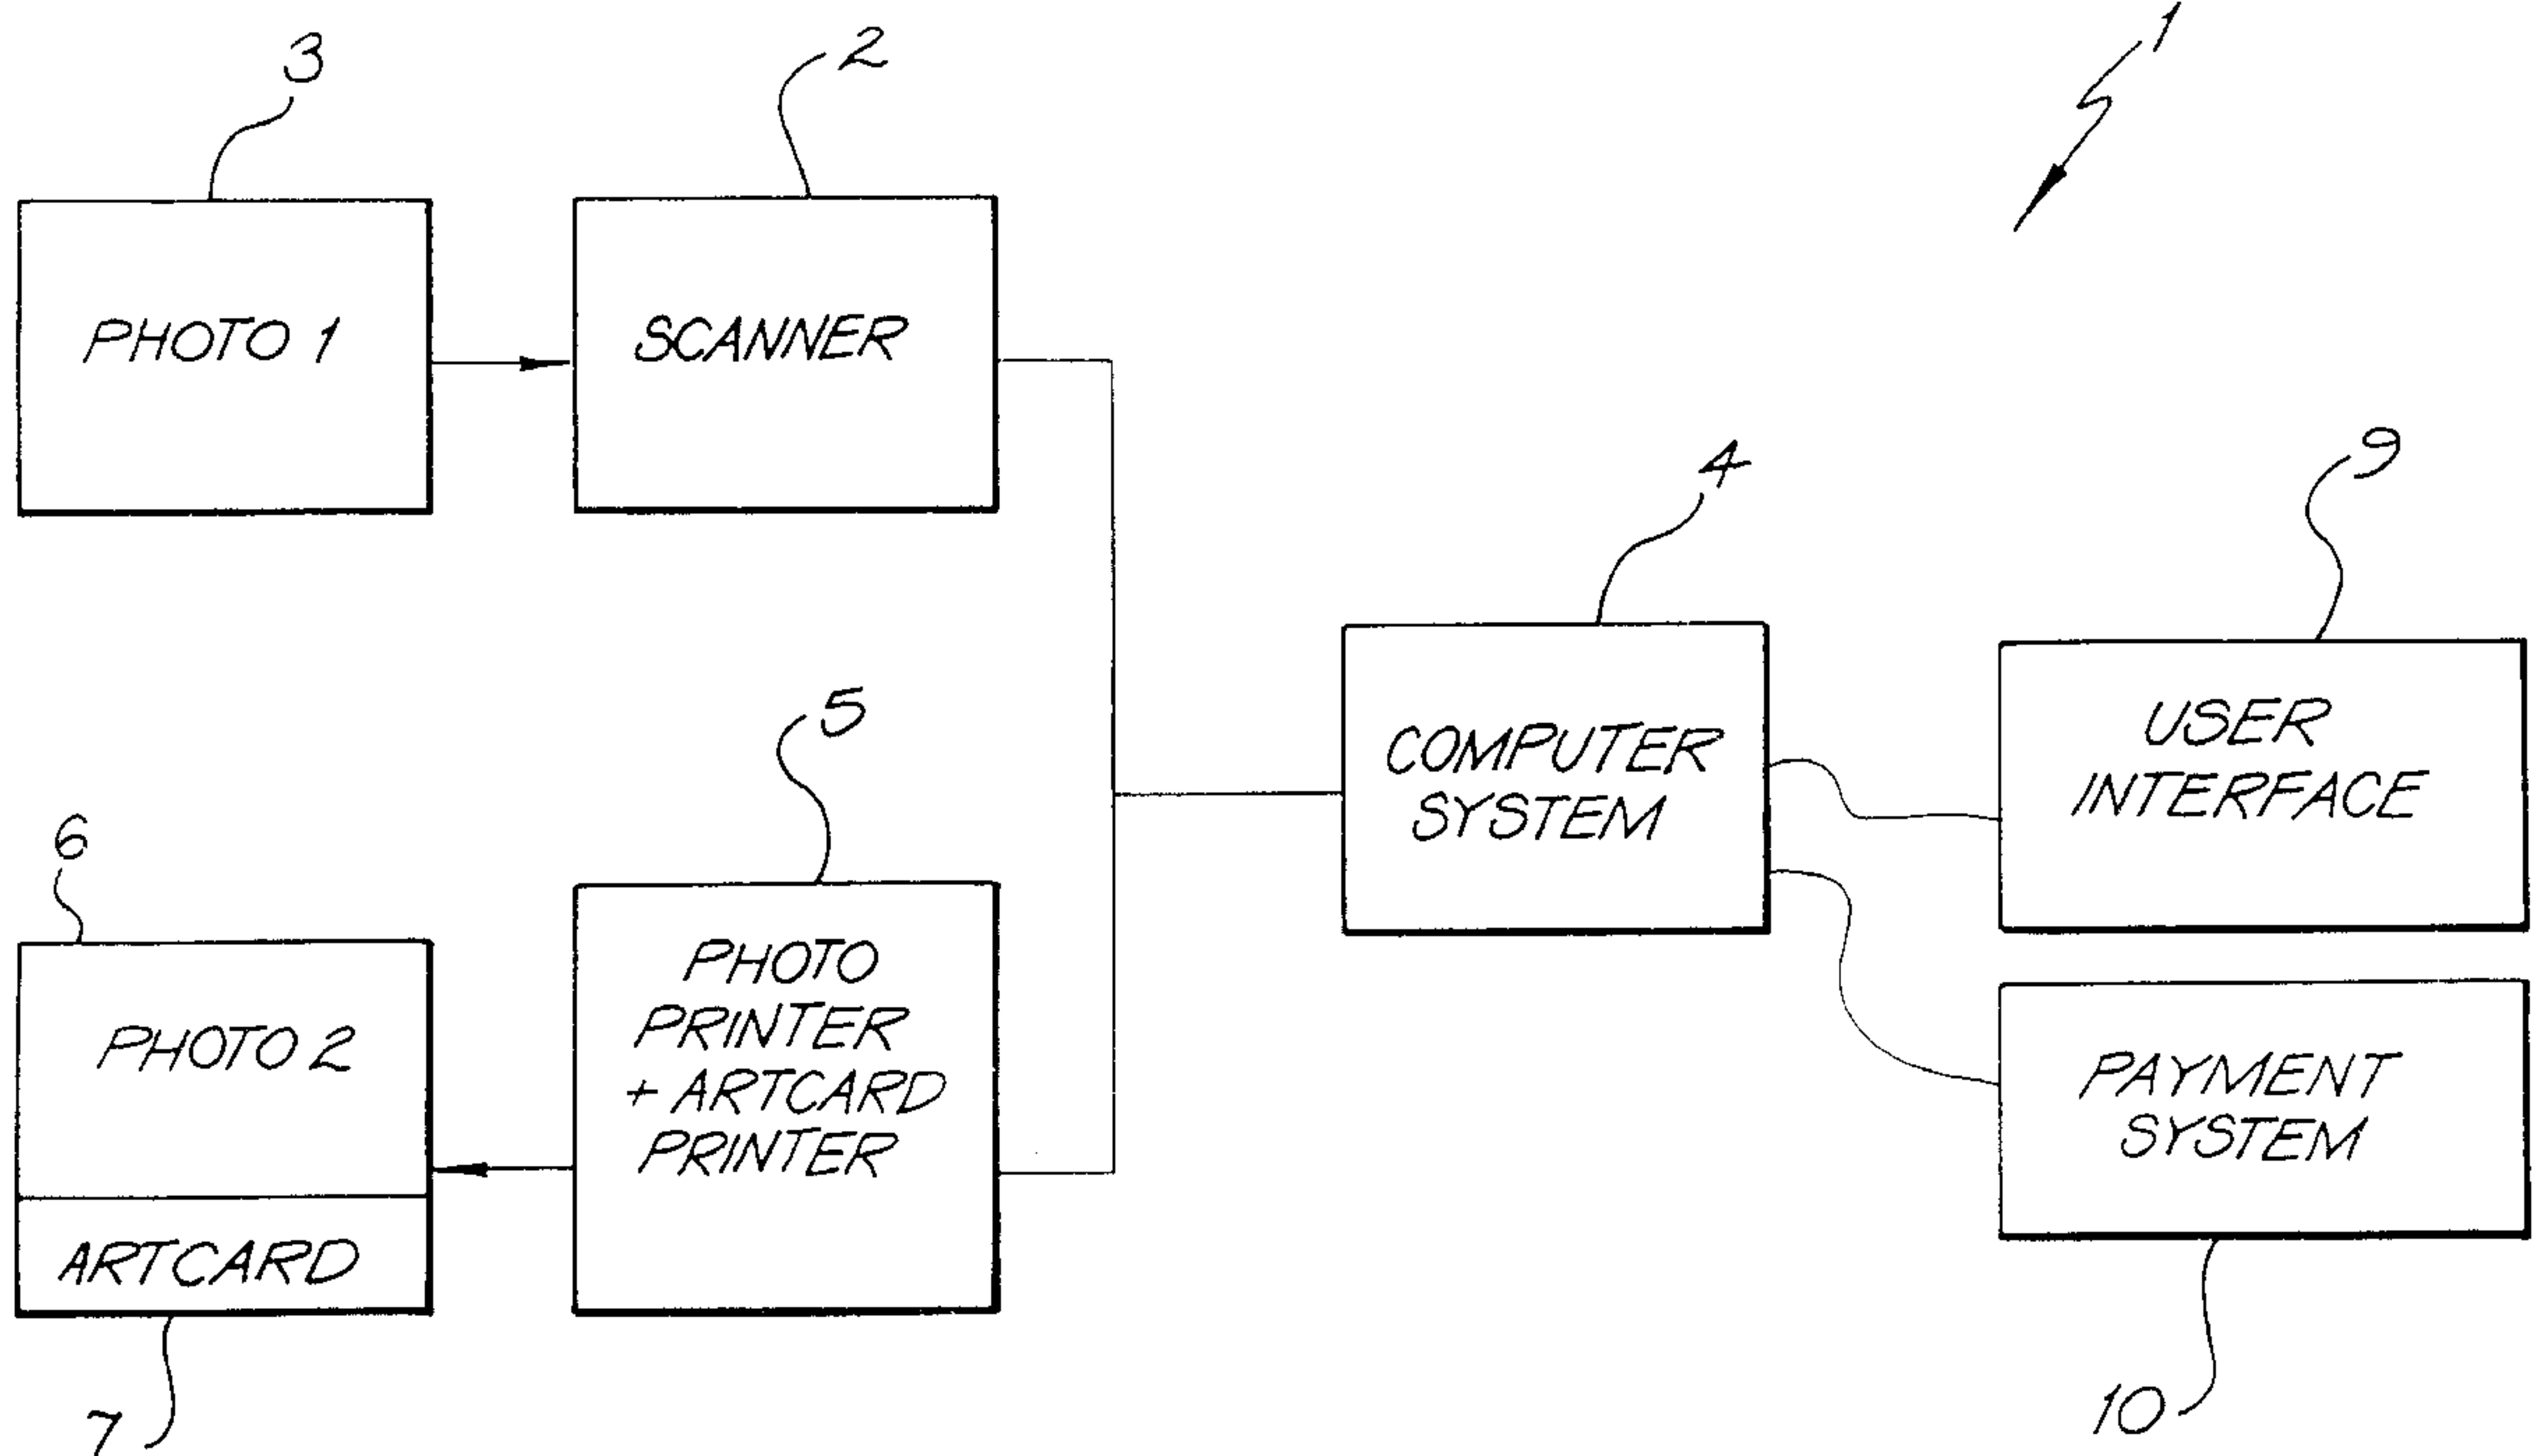 1
3
2
PHOTO 1
SCANNER
4
9
5
COMPUTER
SYSTEM
USER
INTERFACE
6
PHOTO 2
PHOTO
PRINTER
+ ARTCARD
PRINTER
PAYMENT
SYSTEM
ARTCARD
7
10